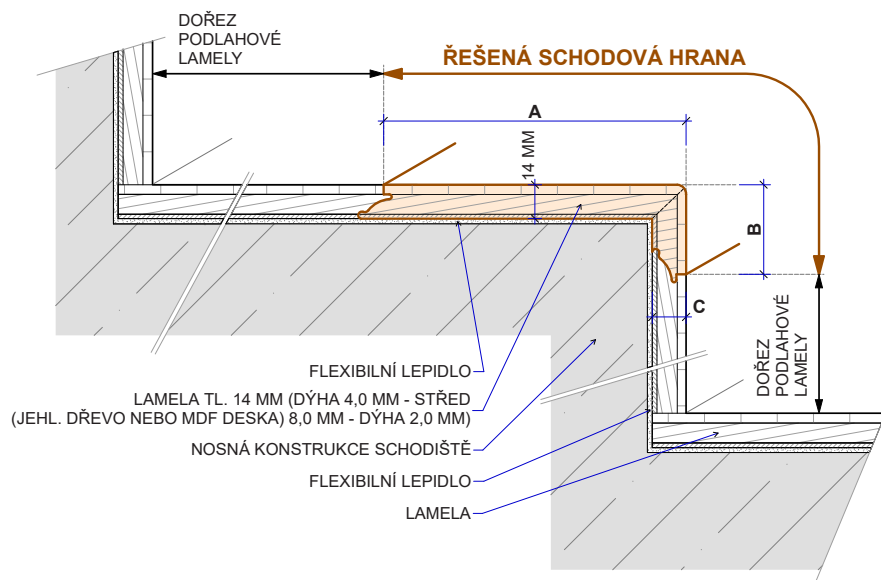 DOŘEZ
PODLAHOVÉ
LAMELY
ŘEŠENÁ SCHODOVÁ HRANA
A
14 MM
B
C
DOŘEZ
PODLAHOVÉ
LAMELY
FLEXIBILNÍ LEPIDLO
LAMELA TL. 14 MM (DÝHA 4,0 MM - STŘED
(JEHL. DŘEVO NEBO MDF DESKA) 8,0 MM - DÝHA 2,0 MM)
NOSNÁ KONSTRUKCE SCHODIŠTĚ
FLEXIBILNÍ LEPIDLO
LAMELA